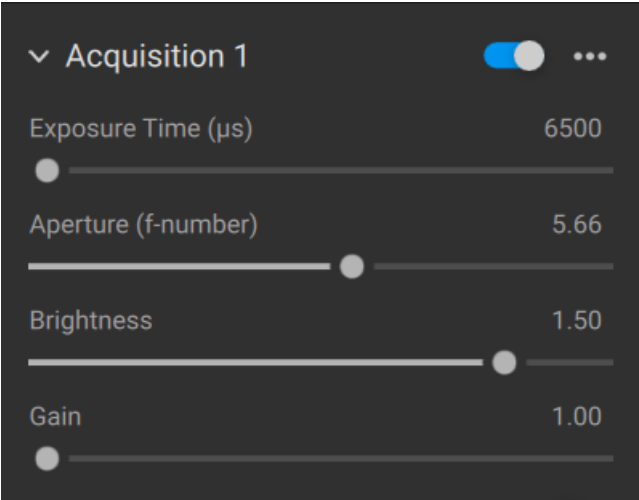 Acquisition 1
Exposure Time (µs) 6500
Aperture (f-number) 5.66
Brightness 1.50
Gain 1.00